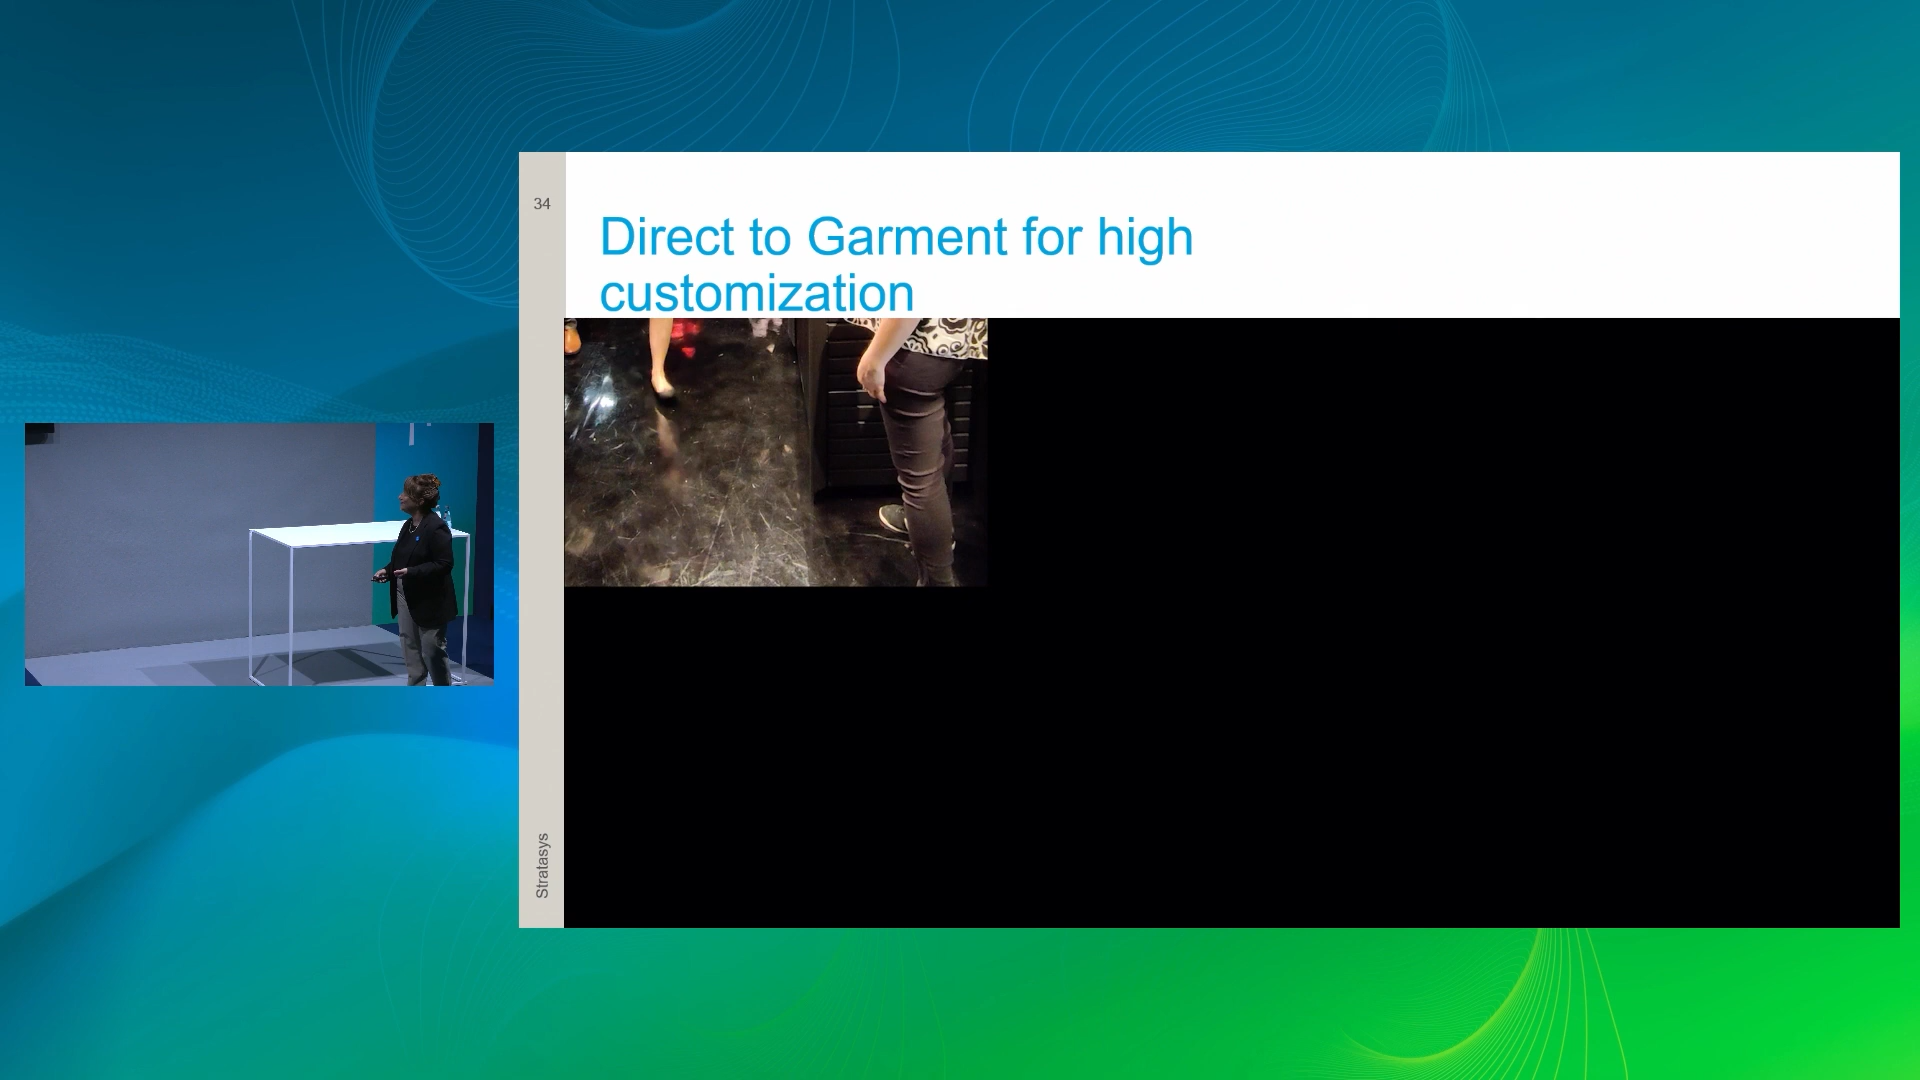 34
Direct to Garment for high
customization
Stratasys